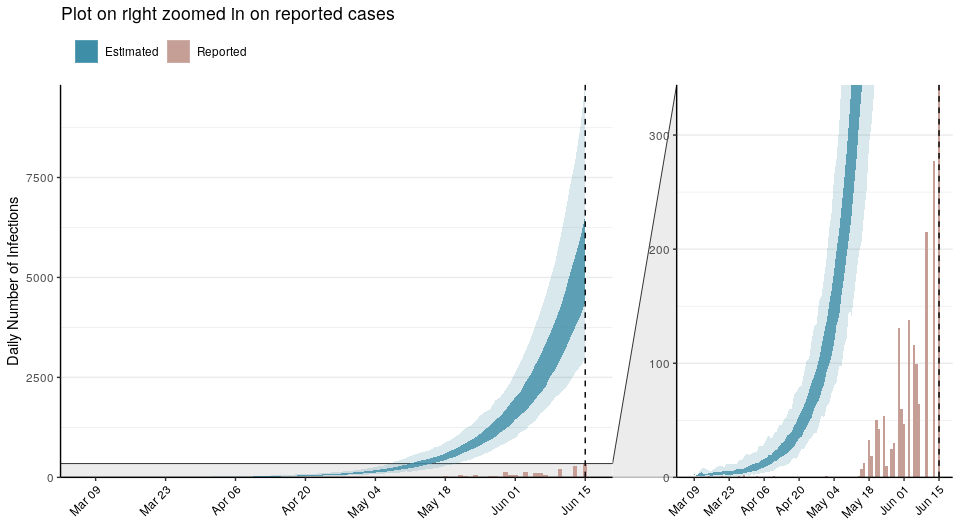 Plot on right zoomed in on reported cases
Estimated Reported
Daily Number of Infections
7500
5000
2500
0
Mar 09 Mar 23 Apr 06 Apr 20 May 04 May 18 Jun 01 Jun 15
300
200
100
0
Mar 09 Mar 23 Apr 06 Apr 20 May 04 May 18 Jun 01 Jun 15